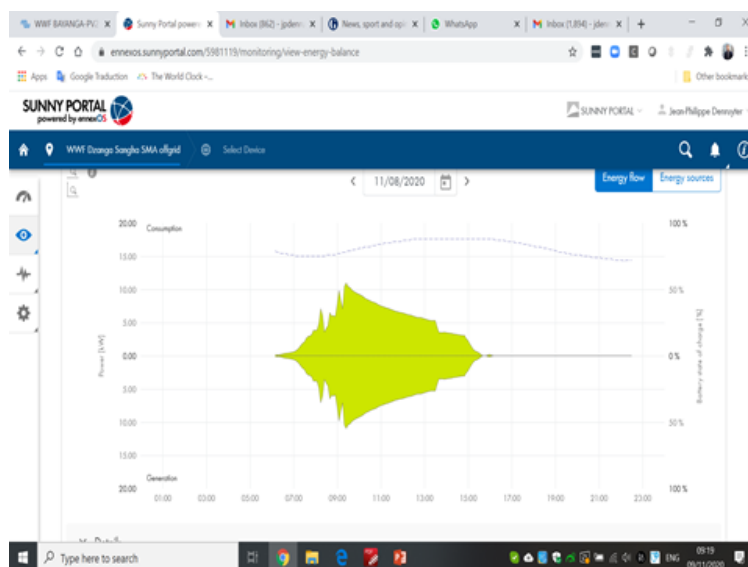 WWF BAYANGA-PV2 X
Sunny Portal powere X
Inbox (862) - jpdenn X
News, sport and opi X
WhatsApp X
Inbox (1,894) - jden X
ennexos.sunnyportal.com/5981119/monitoring/view-energy-balance
Apps Google Traduction The World Clock -...
Other bookmark
SUNNY PORTAL
powered by ennexOS
SUNNY PORTAL
Jean-Philippe Denruyter
WWF Dzanga Sangha SMA offgrid
Select Device
11/08/2020
Energy flow Energy sources
20.00 Consumption 100 %
15.00
10.00 50 %
5.00
0.00 0 %
5.00
10.00 50 %
15.00
Generation
20.00 100 %
Power [kW]
Battery state of charge [%]
01:00 03:00 05:00 07:00 09:00 11:00 13:00 15:00 17:00 19:00 21:00 23:00
Details
Type here to search
ENG
09:19
09/11/2020